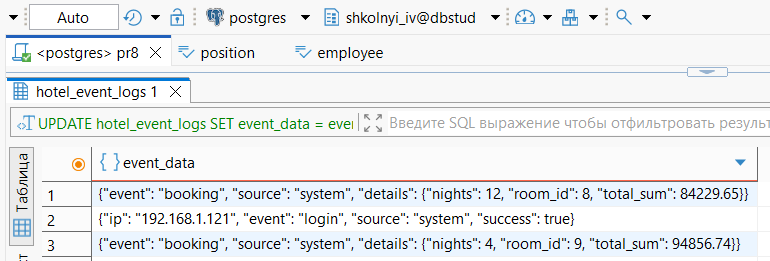 Auto postgres shkolnyi_iv@dbstud
<postgres> pr8 position employee
hotel_event_logs 1
UPDATE hotel_event_logs SET event_data = eve Введите SQL выражение чтобы отфильтровать результ
Таблица
{ } event_data
1 {"event": "booking", "source": "system", "details": {"nights": 12, "room_id": 8, "total_sum": 84229.65}}
2 {"ip": "192.168.1.121", "event": "login", "source": "system", "success": true}
3 {"event": "booking", "source": "system", "details": {"nights": 4, "room_id": 9, "total_sum": 94856.74}}